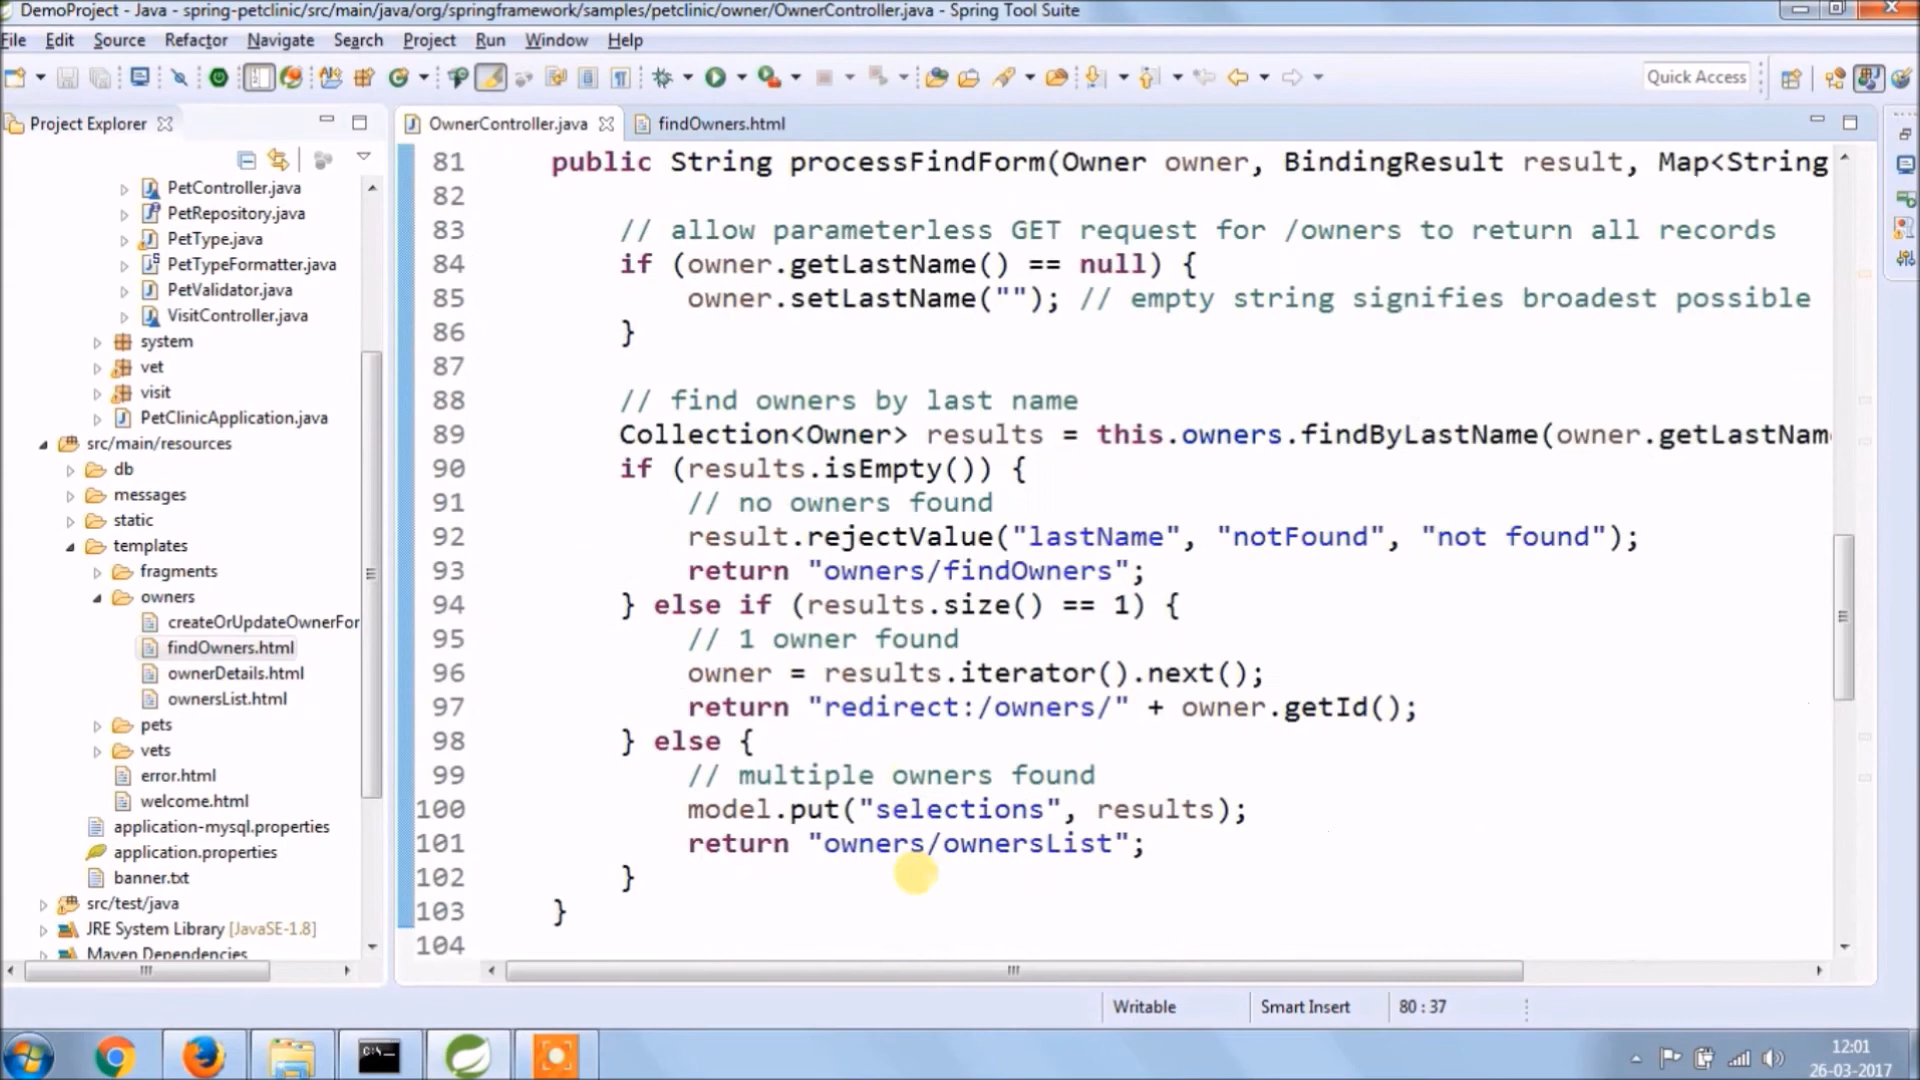 DemoProject - Java - spring-petclinic/src/main/java/org/springframework/samples/petclinic/owner/OwnerController.java - Spring Tool Suite
File Edit Source Refactor Navigate Search Project Run Window Help
Quick Access
Project Explorer
PetController.java
PetRepository.java
PetType.java
PetTypeFormatter.java
PetValidator.java
VisitController.java
system
vet
visit
PetClinicApplication.java
src/main/resources
db
messages
static
templates
fragments
owners
createOrUpdateOwnerFor
findOwners.html
ownerDetails.html
ownersList.html
pets
vets
error.html
welcome.html
application-mysql.properties
application.properties
banner.txt
src/test/java
JRE System Library [JavaSE-1.8]
Maven Dependencies
OwnerController.java findOwners.html
81 public String processFindForm(Owner owner, BindingResult result, Map<String
82
83 // allow parameterless GET request for /owners to return all records
84 if (owner.getLastName() == null) {
85 owner.setLastName(""); // empty string signifies broadest possible
86 }
87
88 // find owners by last name
89 Collection<Owner> results = this.owners.findByLastName(owner.getLastNam
90 if (results.isEmpty()) {
91 // no owners found
92 result.rejectValue("lastName", "notFound", "not found");
93 return "owners/findOwners";
94 } else if (results.size() == 1) {
95 // 1 owner found
96 owner = results.iterator().next();
97 return "redirect:/owners/" + owner.getId();
98 } else {
99 // multiple owners found
100 model.put("selections", results);
101 return "owners/ownersList";
102 }
103 }
104
Writable Smart Insert 80 : 37
12:01
26-03-2017